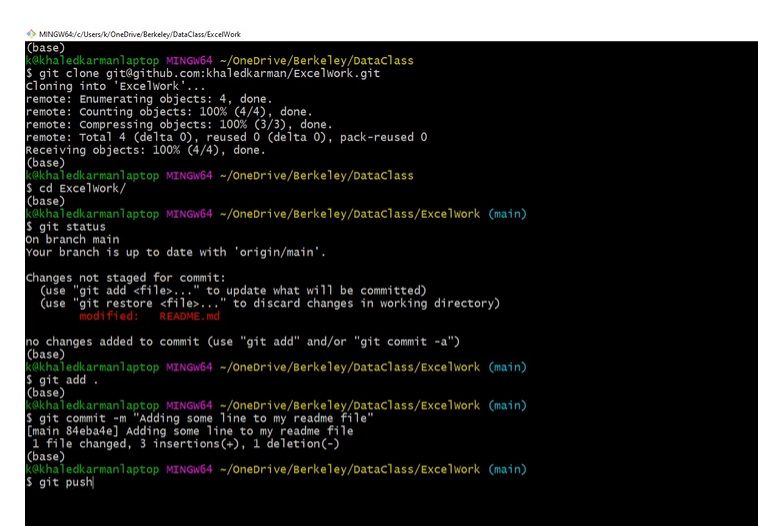 MINGW64:/c/Users/k/OneDrive/Berkeley/DataClass/ExcelWork
(base)
k@khaledkarmanlaptop MINGW64 ~/OneDrive/Berkeley/DataClass
$ git clone git@github.com:khaledkarman/ExcelWork.git
Cloning into 'ExcelWork'...
remote: Enumerating objects: 4, done.
remote: Counting objects: 100% (4/4), done.
remote: Compressing objects: 100% (3/3), done.
remote: Total 4 (delta 0), reused 0 (delta 0), pack-reused 0
Receiving objects: 100% (4/4), done.
(base)
k@khaledkarmanlaptop MINGW64 ~/OneDrive/Berkeley/DataClass
$ cd ExcelWork/
(base)
k@khaledkarmanlaptop MINGW64 ~/OneDrive/Berkeley/DataClass/ExcelWork (main)
$ git status
On branch main
Your branch is up to date with 'origin/main'.
Changes not staged for commit:
(use "git add <file>..." to update what will be committed)
(use "git restore <file>..." to discard changes in working directory)
modified: README.md
no changes added to commit (use "git add" and/or "git commit -a")
(base)
k@khaledkarmanlaptop MINGW64 ~/OneDrive/Berkeley/DataClass/ExcelWork (main)
$ git add .
(base)
k@khaledkarmanlaptop MINGW64 ~/OneDrive/Berkeley/DataClass/ExcelWork (main)
$ git commit -m "Adding some line to my readme file"
[main 84eba4e] Adding some line to my readme file
1 file changed, 3 insertions(+), 1 deletion(-)
(base)
k@khaledkarmanlaptop MINGW64 ~/OneDrive/Berkeley/DataClass/ExcelWork (main)
$ git push